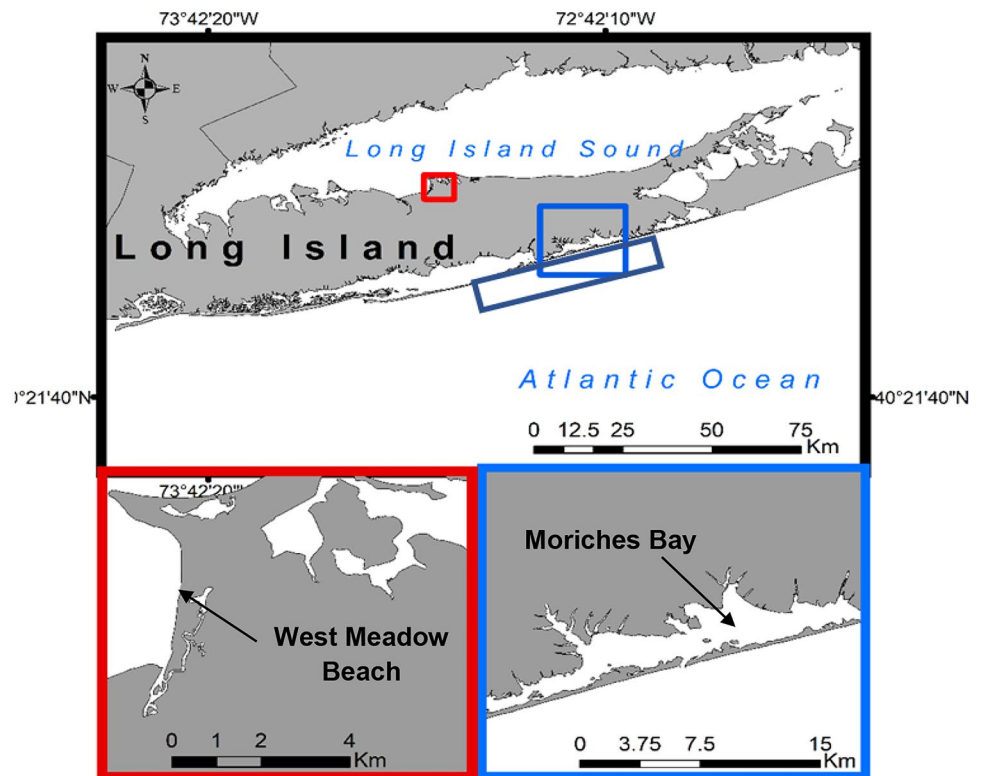 73°42'20"W
72°42'10"W
N
W
E
S
Long Island Sound
Long Island
Atlantic Ocean
)°21'40"N
40°21'40"N
0 12.5 25 50 75
Km
73°42'20"W
West Meadow
Beach
0 1 2 4
Km
Moriches Bay
0 3.75 7.5 15
Km